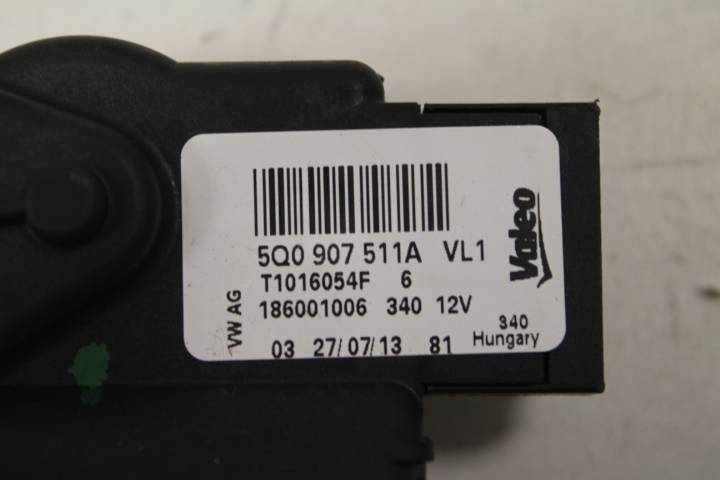 5Q0 907 511A VL1
T1016054F 6
186001006 340 12V
03 27/07/13 81
VW AG
Valeo
340
Hungary